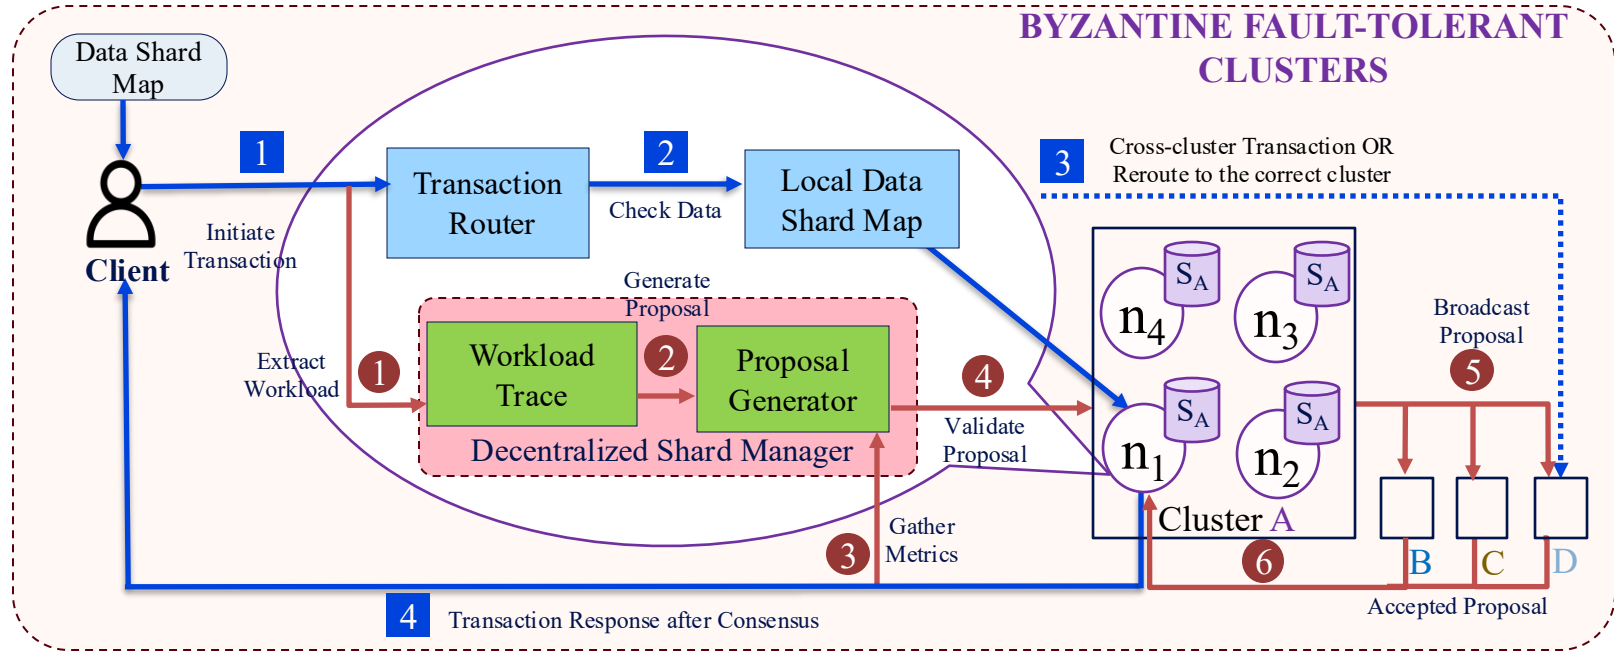 BYZANTINE FAULT-TOLERANT
CLUSTERS
Data Shard
Map
1
2
3
Cross-cluster Transaction OR
Reroute to the correct cluster
Transaction
Router
Check Data
Local Data
Shard Map
Initiate
Transaction
Client
Generate
Proposal
Extract
Workload
1
Workload
Trace
2
Proposal
Generator
Decentralized Shard Manager
4
Validate
Proposal
3
Gather
Metrics
n4
SA
n3
SA
n1
SA
n2
SA
Cluster A
Broadcast
Proposal
5
6
B
C
D
Accepted Proposal
4
Transaction Response after Consensus